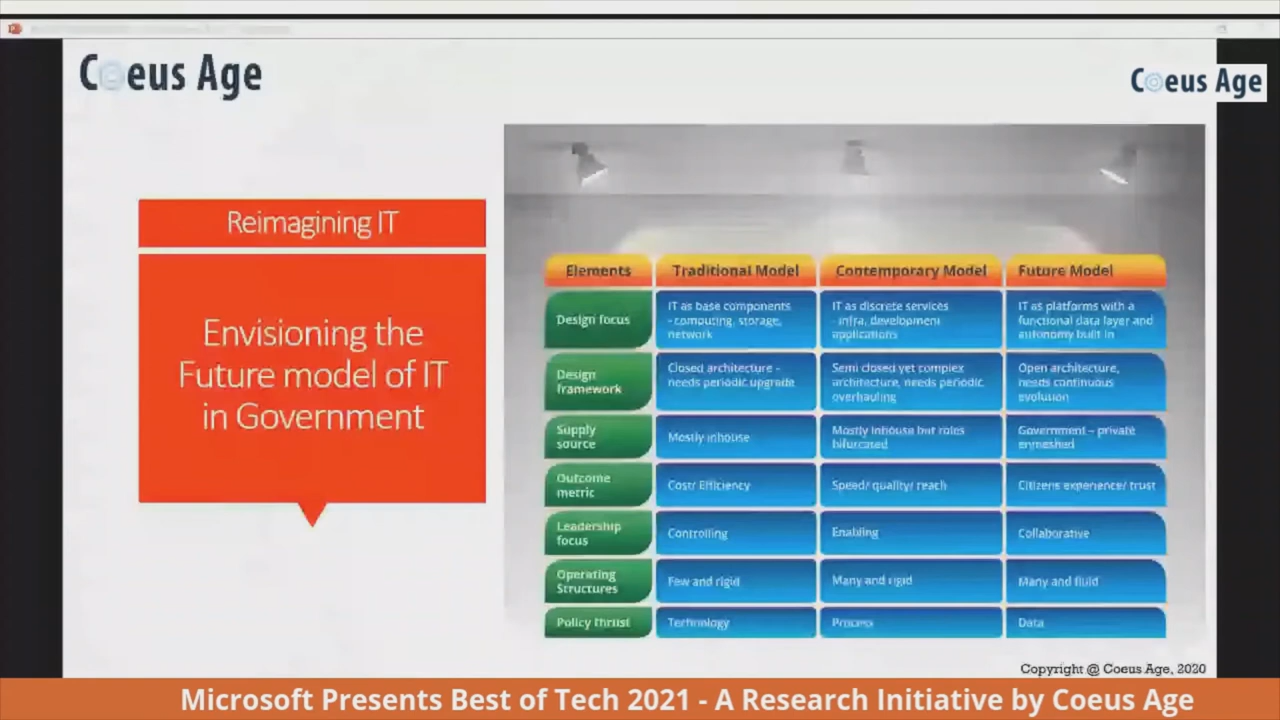 Coeus Age
Coeus Age
Reimagining IT
Envisioning the
Future model of IT
in Government
Elements
Traditional Model
Contemporary Model
Future Model
Design focus
IT as base components
- computing, storage,
network
IT as discrete services
- infra, development
applications
IT as platforms with a
functional data layer and
autonomy built in
Design
framework
Closed architecture -
needs periodic upgrade
Semi closed yet complex
architecture, needs periodic
overhauling
Open architecture,
needs continuous
evolution
Supply
source
Mostly inhouse
Mostly inhouse but roles
bifurcated
Government – private
enmeshed
Outcome
metric
Cost/ Efficiency
Speed/ quality/ reach
Citizens experience/ trust
Leadership
focus
Controlling
Enabling
Collaborative
Operating
Structures
Few and rigid
Many and rigid
Many and fluid
Policy thrust
Technology
Process
Data
Copyright @ Coeus Age, 2020
Microsoft Presents Best of Tech 2021 - A Research Initiative by Coeus Age